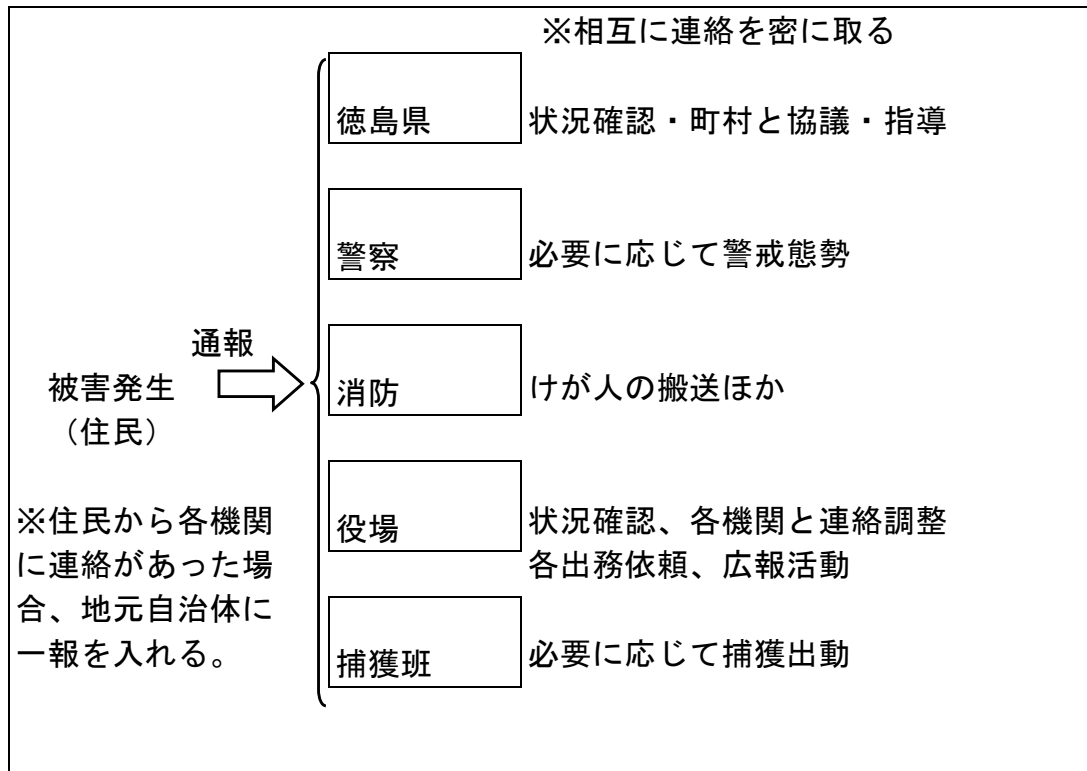 ※相互に連絡を密に取る
徳島県
状況確認・町村と協議・指導
警察
必要に応じて警戒態勢
通報
被害発生
（住民）
消防
けが人の搬送ほか
※住民から各機関
に連絡があった場
合、地元自治体に
一報を入れる。
役場
状況確認、各機関と連絡調整
各出務依頼、広報活動
捕獲班
必要に応じて捕獲出動